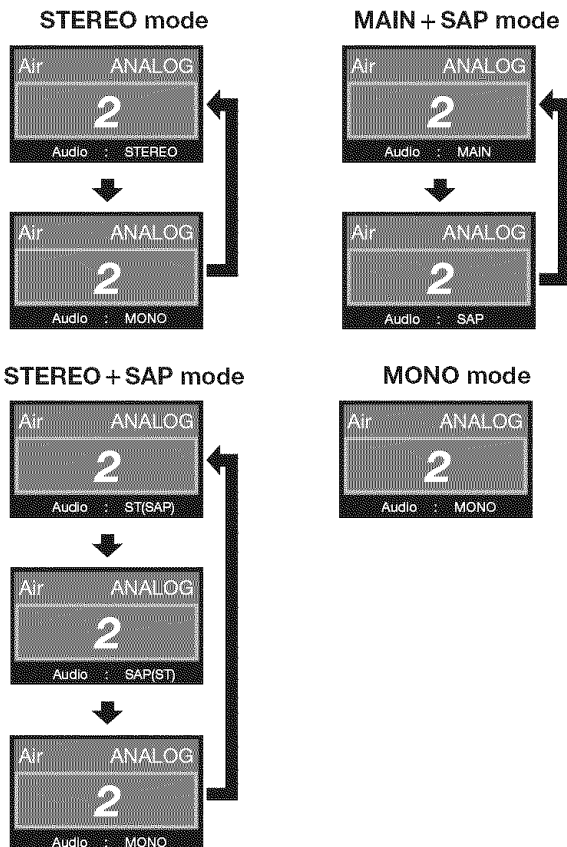 STEREO mode
Air ANALOG
2
Audio : STEREO
Air ANALOG
2
Audio : MONO
MAIN + SAP mode
Air ANALOG
2
Audio : MAIN
Air ANALOG
2
Audio : SAP
STEREO + SAP mode
Air ANALOG
2
Audio : ST(SAP)
Air ANALOG
2
Audio : SAP(ST)
Air ANALOG
2
Audio : MONO
MONO mode
Air ANALOG
2
Audio : MONO